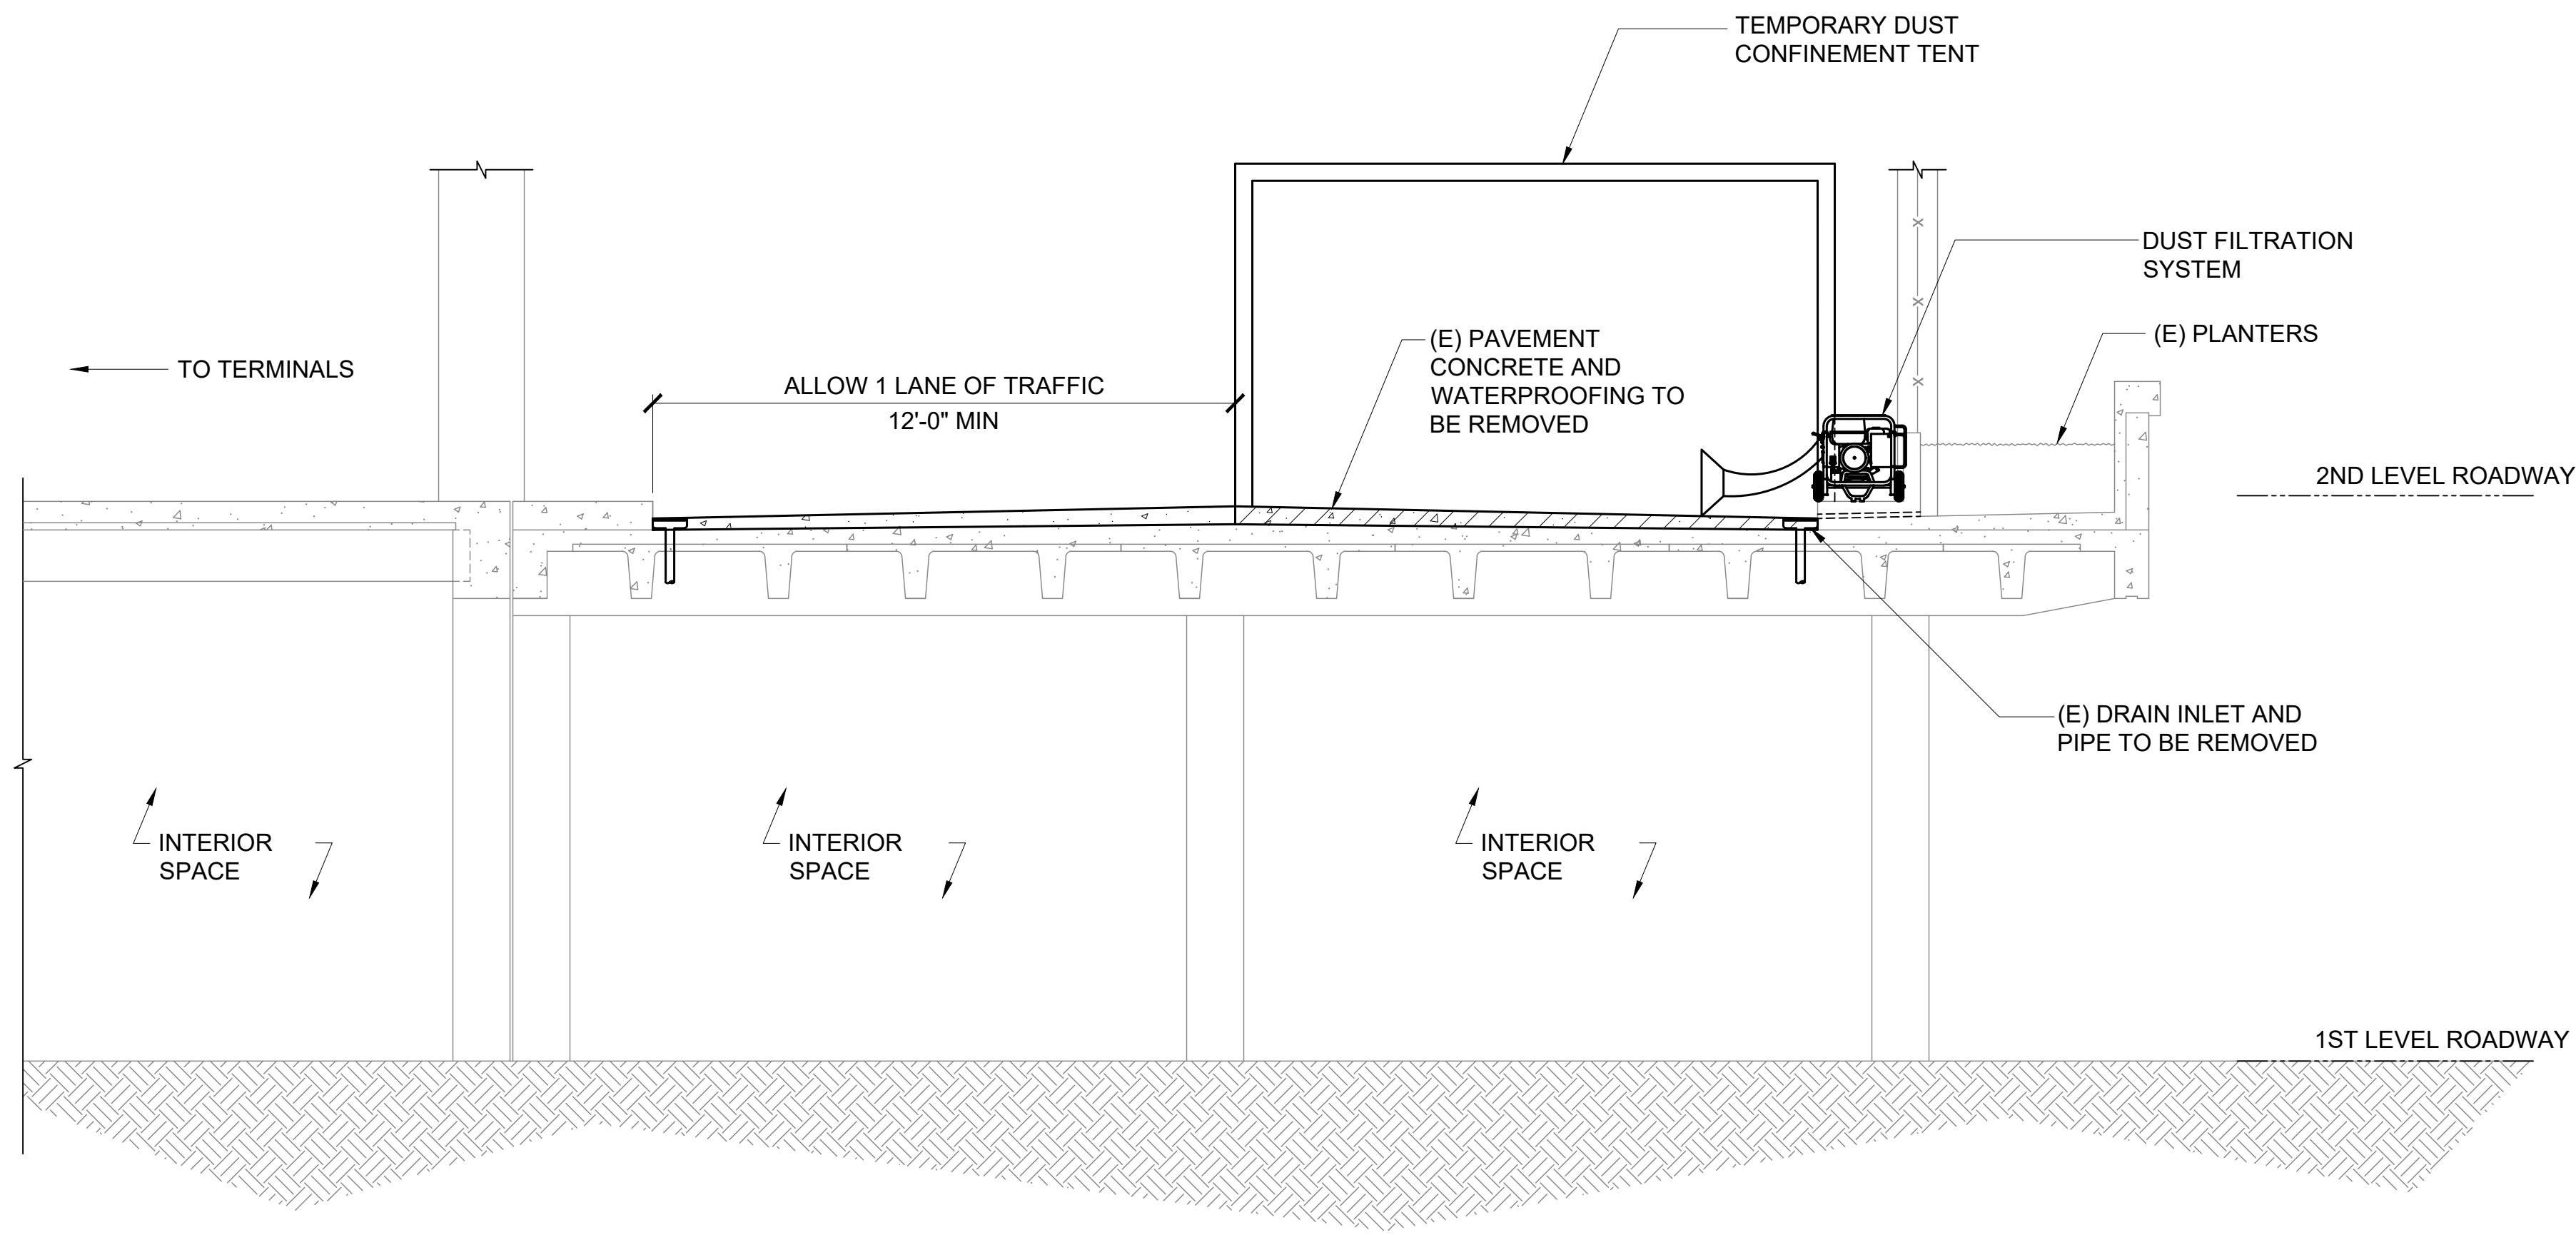 TEMPORARY DUST
CONFINEMENT TENT
DUST FILTRATION
SYSTEM
(E) PLANTERS
(E) PAVEMENT
CONCRETE AND
WATERPROOFING TO
BE REMOVED
TO TERMINALS
ALLOW 1 LANE OF TRAFFIC
12'-0" MIN
2ND LEVEL ROADWAY
(E) DRAIN INLET AND
PIPE TO BE REMOVED
INTERIOR
SPACE
INTERIOR
SPACE
INTERIOR
SPACE
1ST LEVEL ROADWAY